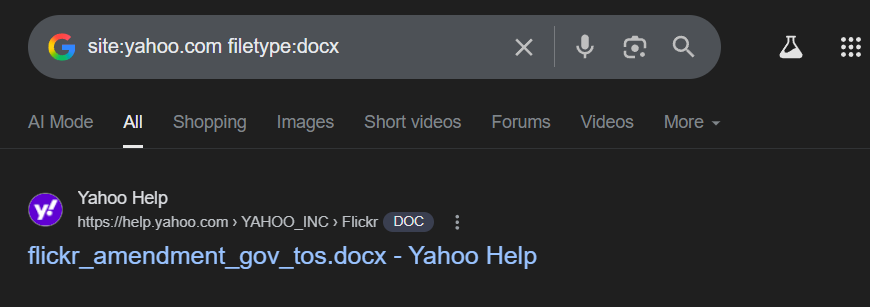 site:yahoo.com filetype:docx
AI Mode All Shopping Images Short videos Forums Videos More
y!
Yahoo Help
https://help.yahoo.com › YAHOO_INC › Flickr DOC
flickr_amendment_gov_tos.docx - Yahoo Help